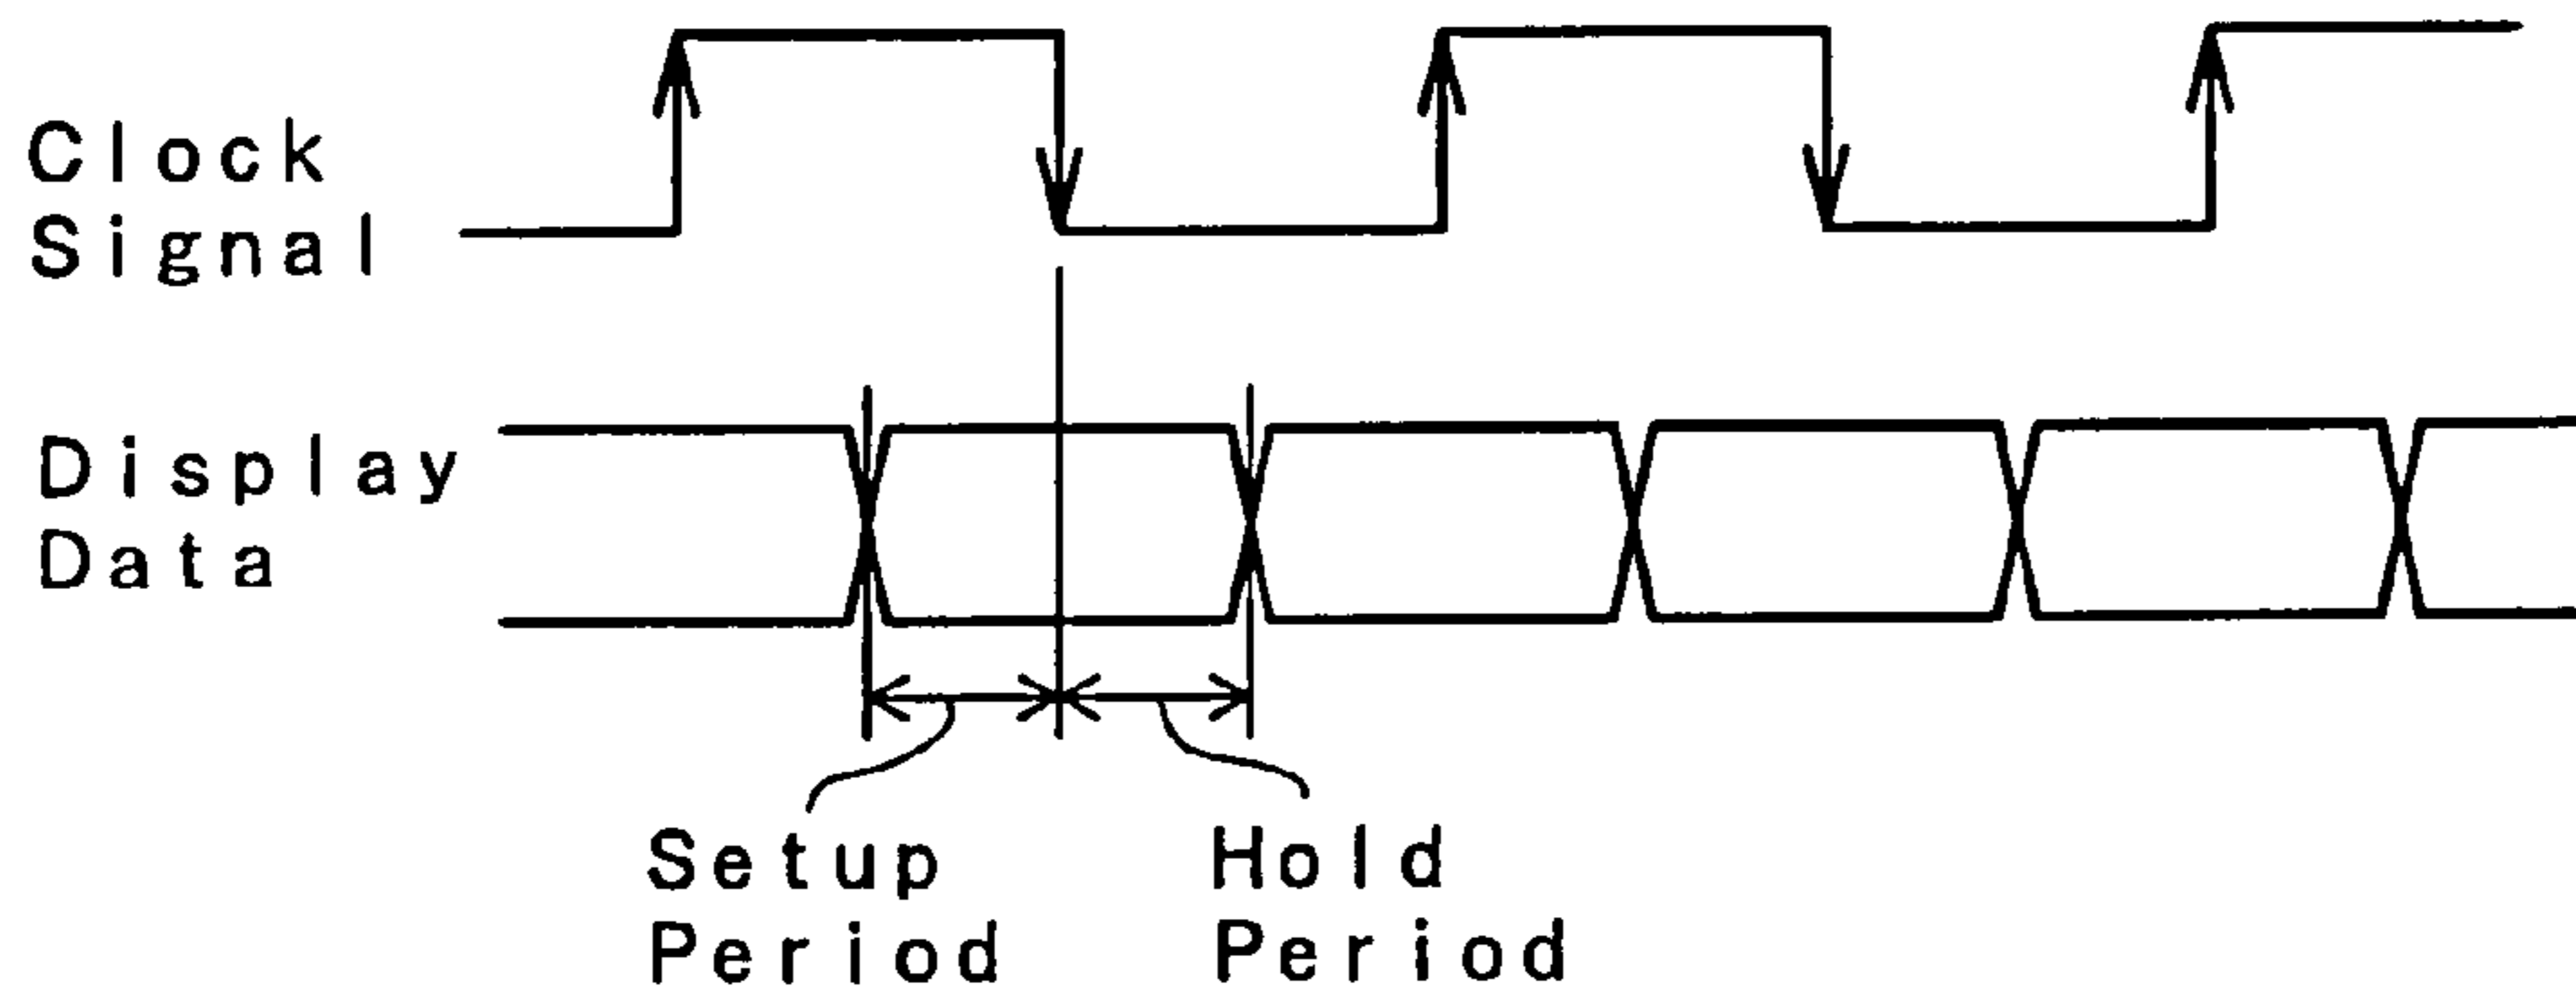 Clock
Signal
Display
Data
Setup
Period
Hold
Period